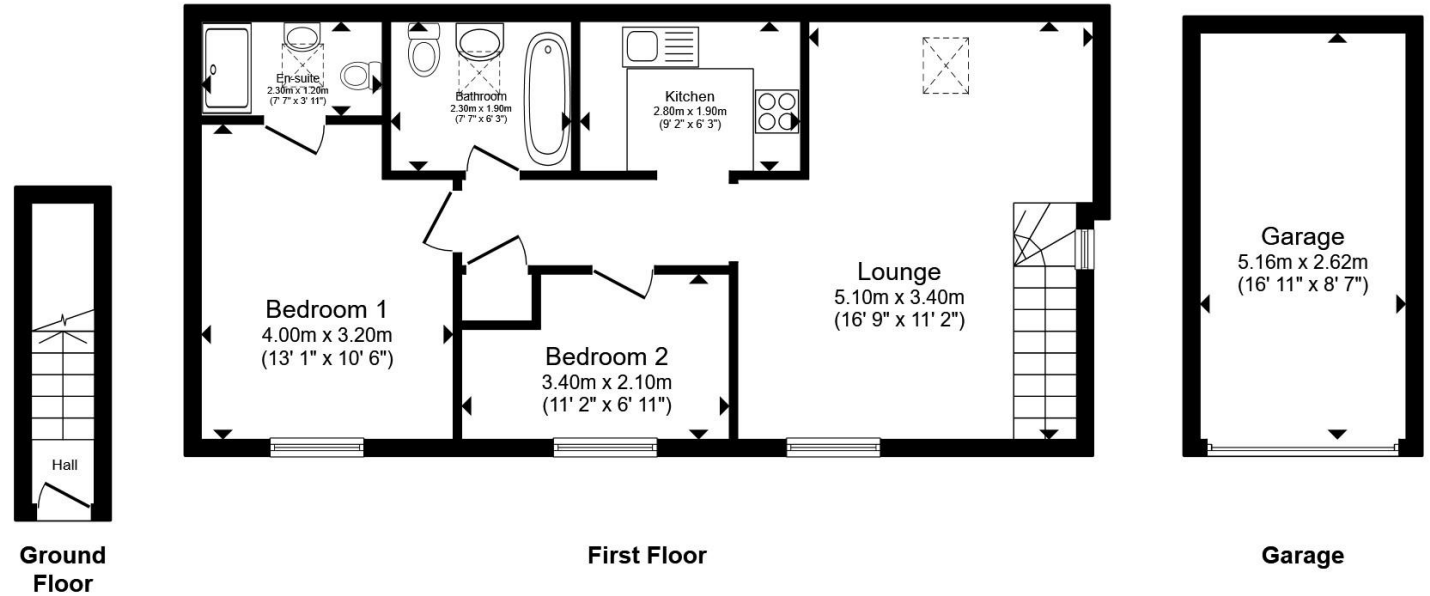 En-suite
2.30m x 1.20m
(7' 7" x 3' 11")
Bathroom
2.30m x 1.90m
(7' 7" x 6' 3")
Kitchen
2.80m x 1.90m
(9' 2" x 6' 3")
Garage
5.16m x 2.62m
(16' 11" x 8' 7")
Lounge
5.10m x 3.40m
(16' 9" x 11' 2")
Bedroom 1
4.00m x 3.20m
(13' 1" x 10' 6")
Bedroom 2
3.40m x 2.10m
(11' 2" x 6' 11")
Hall
Ground
Floor
First Floor
Garage